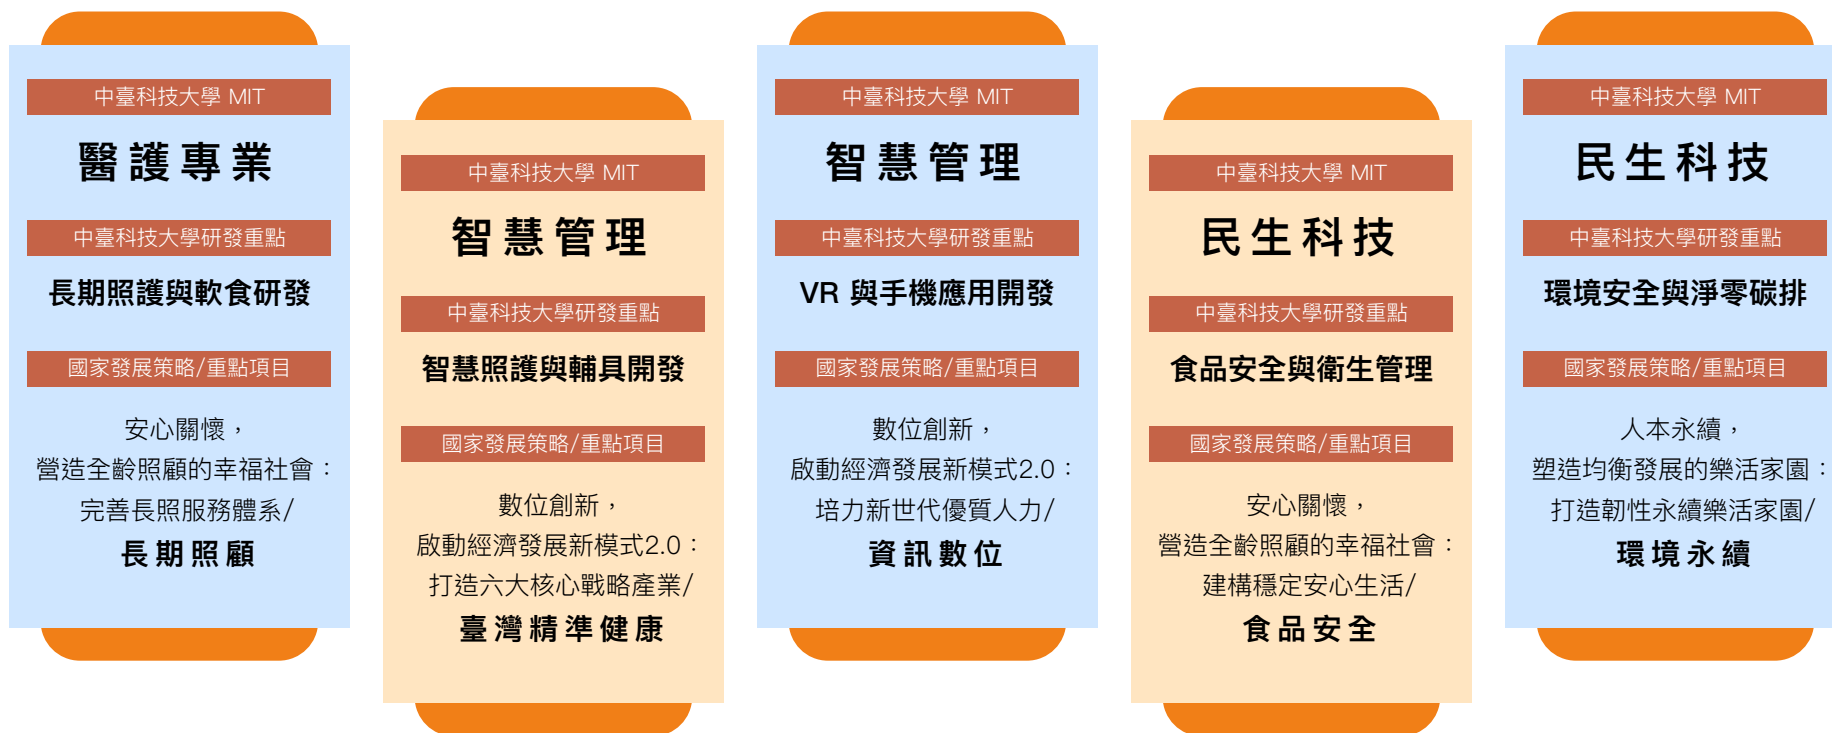 中臺科技大學 MIT
醫護專業
中臺科技大學研發重點
長期照護與軟食研發
國家發展策略/重點項目
安心關懷，
營造全齡照顧的幸福社會：
完善長照服務體系/
長期照顧
中臺科技大學 MIT
智慧管理
中臺科技大學研發重點
智慧照護與輔具開發
國家發展策略/重點項目
數位創新，
啟動經濟發展新模式2.0：
打造六大核心戰略產業/
臺灣精準健康
中臺科技大學 MIT
智慧管理
中臺科技大學研發重點
VR 與手機應用開發
國家發展策略/重點項目
數位創新，
啟動經濟發展新模式2.0：
培力新世代優質人力/
資訊數位
中臺科技大學 MIT
民生科技
中臺科技大學研發重點
食品安全與衛生管理
國家發展策略/重點項目
安心關懷，
營造全齡照顧的幸福社會：
建構穩定安心生活/
食品安全
中臺科技大學 MIT
民生科技
中臺科技大學研發重點
環境安全與淨零碳排
國家發展策略/重點項目
人本永續，
塑造均衡發展的樂活家園：
打造韌性永續樂活家園/
環境永續